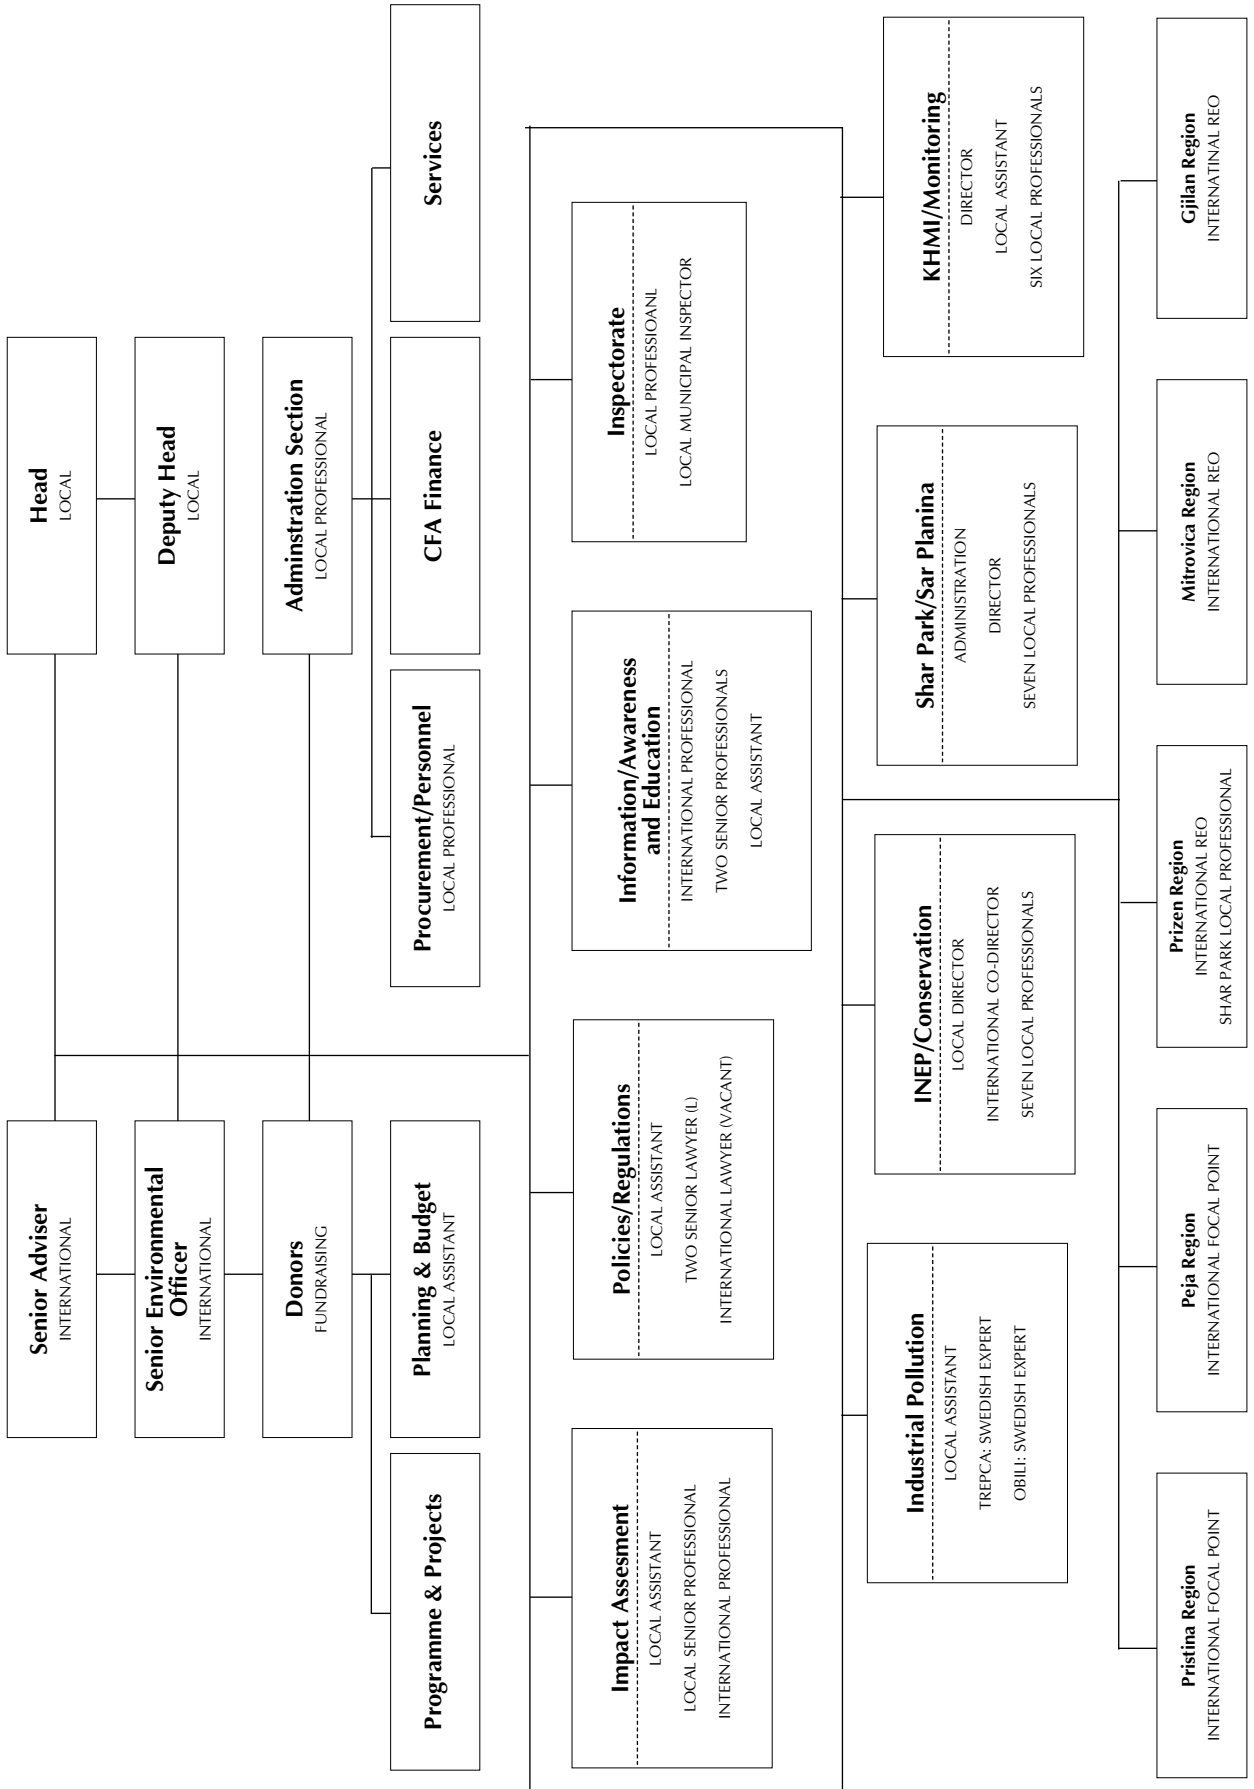 Senior Adviser
INTERNATIONAL
Head
LOCAL
Senior Environmental
Officer
INTERNATIONAL
Deputy Head
LOCAL
Donors
FUNDRAISING
Adminstration Section
LOCAL PROFESSIONAL
Programme & Projects
Planning & Budget
LOCAL ASSISTANT
Procurement/Personnel
LOCAL PROFESSIONAL
CFA Finance
Services
Impact Assesment
LOCAL ASSISTANT
LOCAL SENIOR PROFESSIONAL
INTERNATIONAL PROFESSIONAL
Policies/Regulations
LOCAL ASSISTANT
TWO SENIOR LAWYER (L)
INTERNATIONAL LAWYER (VACANT)
Information/Awareness
and Education
INTERNATIONAL PROFESSIONAL
TWO SENIOR PROFESSIONALS
LOCAL ASSISTANT
Inspectorate
LOCAL PROFESSIOANL
LOCAL MUNICIPAL INSPECTOR
Industrial Pollution
LOCAL ASSISTANT
TREPCA: SWEDISH EXPERT
OBILI: SWEDISH EXPERT
INEP/Conservation
LOCAL DIRECTOR
INTERNATIONAL CO-DIRECTOR
SEVEN LOCAL PROFESSIONALS
Shar Park/Sar Planina
ADMINISTRATION
DIRECTOR
SEVEN LOCAL PROFESSIONALS
KHMI/Monitoring
DIRECTOR
LOCAL ASSISTANT
SIX LOCAL PROFESSIONALS
Pristina Region
INTERNATIONAL FOCAL POINT
Peja Region
INTERNATIONAL FOCAL POINT
Prizen Region
INTERNATIONAL REO
SHAR PARK LOCAL PROFESSIONAL
Mitrovica Region
INTERNATIONAL REO
Gjilan Region
INTERNATINAL REO